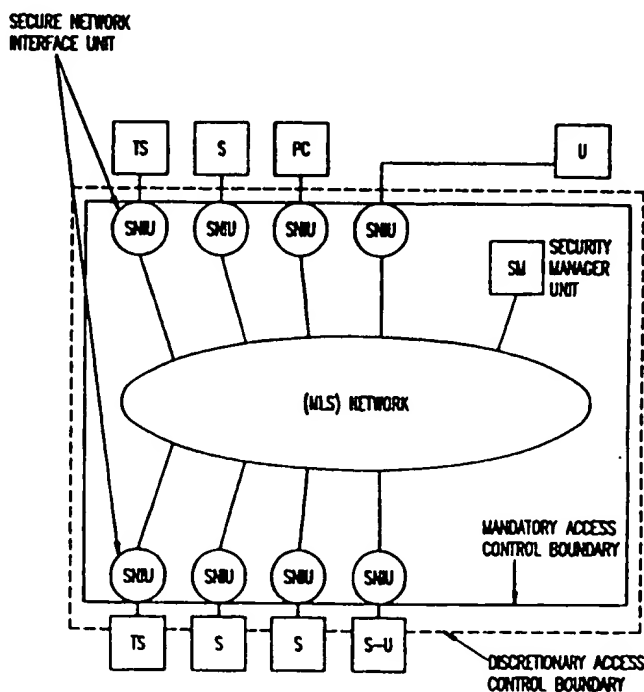 SECURE NETWORK
INTERFACE UNIT
TS
S
PC
U
SNIU
SNIU
SNIU
SNIU
SM
SECURITY
MANAGER
UNIT
(MLS) NETWORK
MANDATORY ACCESS
CONTROL BOUNDARY
SNIU
SNIU
SNIU
SNIU
TS
S
S
S-U
DISCRETIONARY ACCESS
CONTROL BOUNDARY